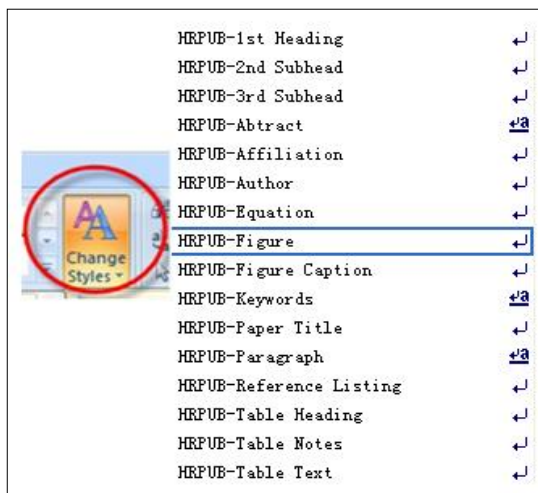 HRPUB-1st Heading
HRPUB-2nd Subhead
HRPUB-3rd Subhead
HRPUB-Abtract
HRPUB-Affiliation
HRPUB-Author
HRPUB-Equation
HRPUB-Figure
HRPUB-Figure Caption
HRPUB-Keywords
HRPUB-Paper Title
HRPUB-Paragraph
HRPUB-Reference Listing
HRPUB-Table Heading
HRPUB-Table Notes
HRPUB-Table Text
Change
Styles